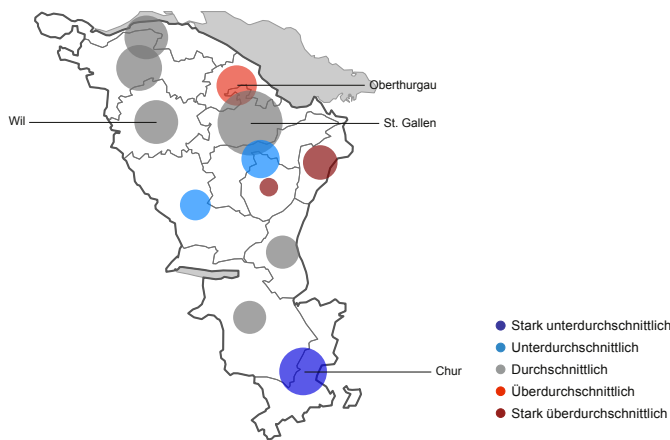 Oberthurgau
Wil
St. Gallen
Chur
Stark unterdurchschnittlich
Unterdurchschnittlich
Durchschnittlich
Überdurchschnittlich
Stark überdurchschnittlich